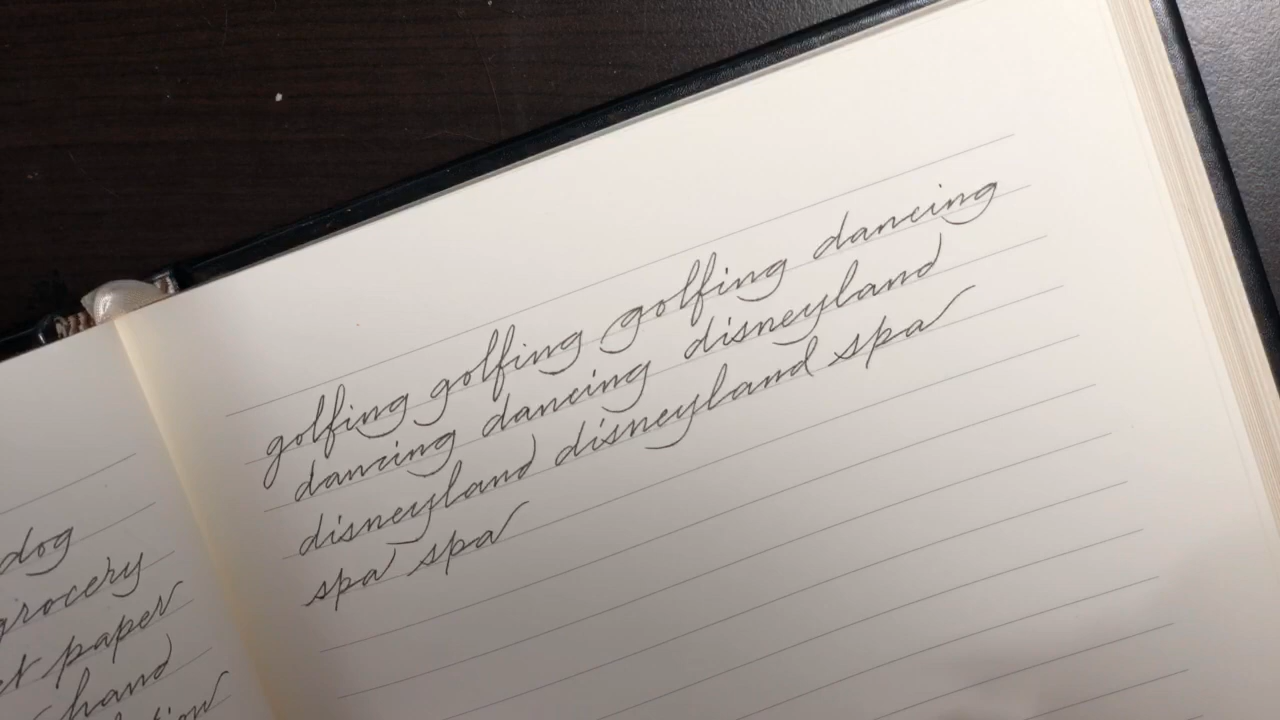 dog
grocery
paper
hand
golfing golfing golfing dancing
dancing dancing disneyland
disneyland disneyland spa
spa spa